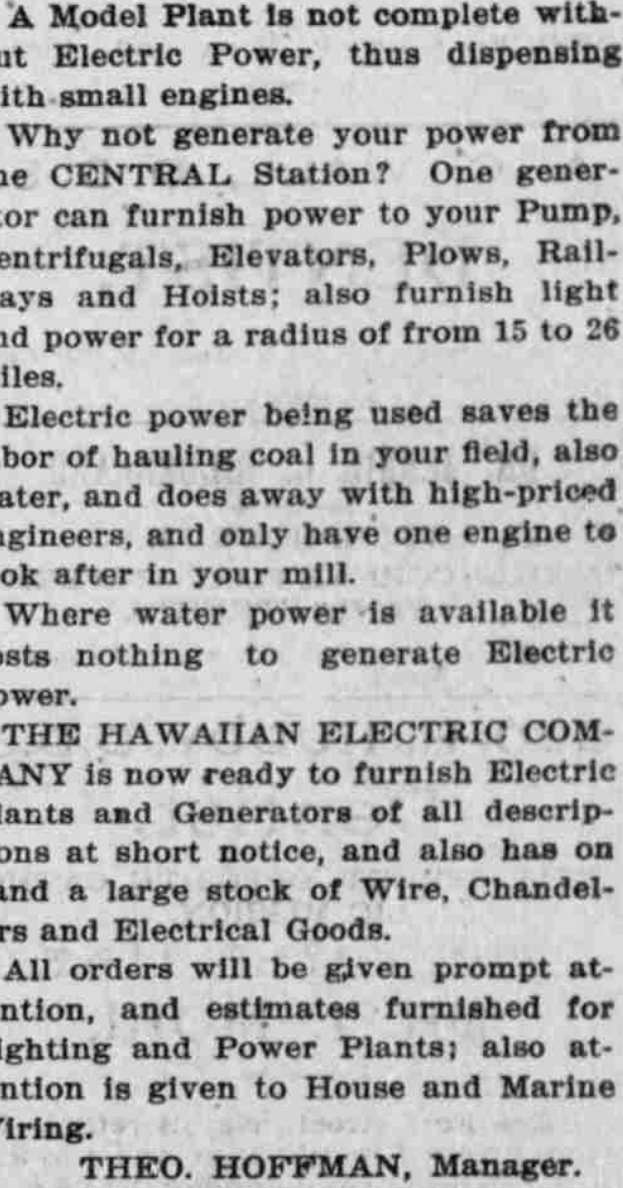 A Model Plant is not complete with-
ut Electric Power, thus dispensing
ith small engines.
Why not generate your power from
he CENTRAL Station? One gener-
tor can furnish power to your Pump,
entrifugals, Elevators, Plows, Rail-
ays and Hoists; also furnish light
nd power for a radius of from 15 to 26
iles.
Electric power being used saves the
bor of hauling coal in your field, also
ater, and does away with high-priced
ngineers, and only have one engine to
ok after in your mill.
Where water power is available it
osts nothing to generate Electric
ower.
THE HAWAIIAN ELECTRIC COM-
ANY is now ready to furnish Electric
lants and Generators of all descrip-
ons at short notice, and also has on
and a large stock of Wire, Chandel-
rs and Electrical Goods.
All orders will be given prompt at-
ntion, and estimates furnished for
ighting and Power Plants; also at-
ntion is given to House and Marine
iring.
THEO. HOFFMAN, Manager.